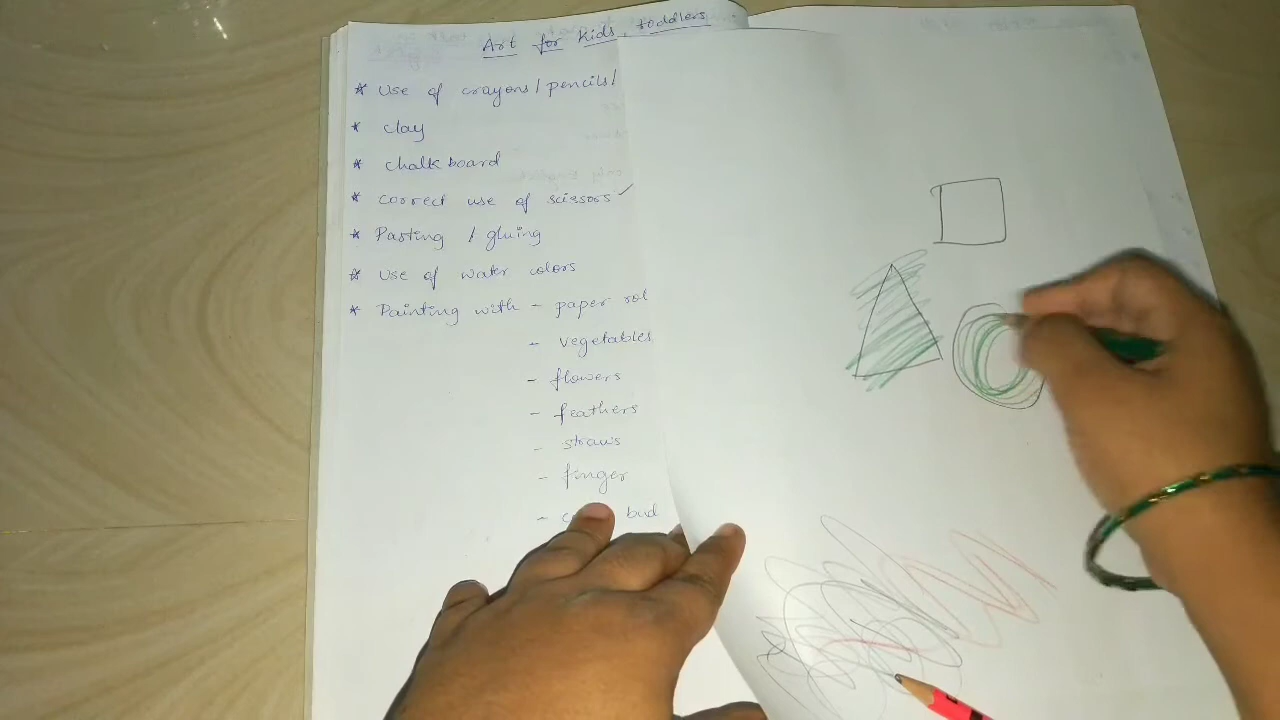 Art for Kids, toddlers
* Use of crayons / pencils /
* clay
* chalk board
* correct use of scissors ✓
* Pasting / gluing
* Use of water colors
* Painting with - paper rol
- vegetables
- flowers
- feathers
- straws
- finger
- bud